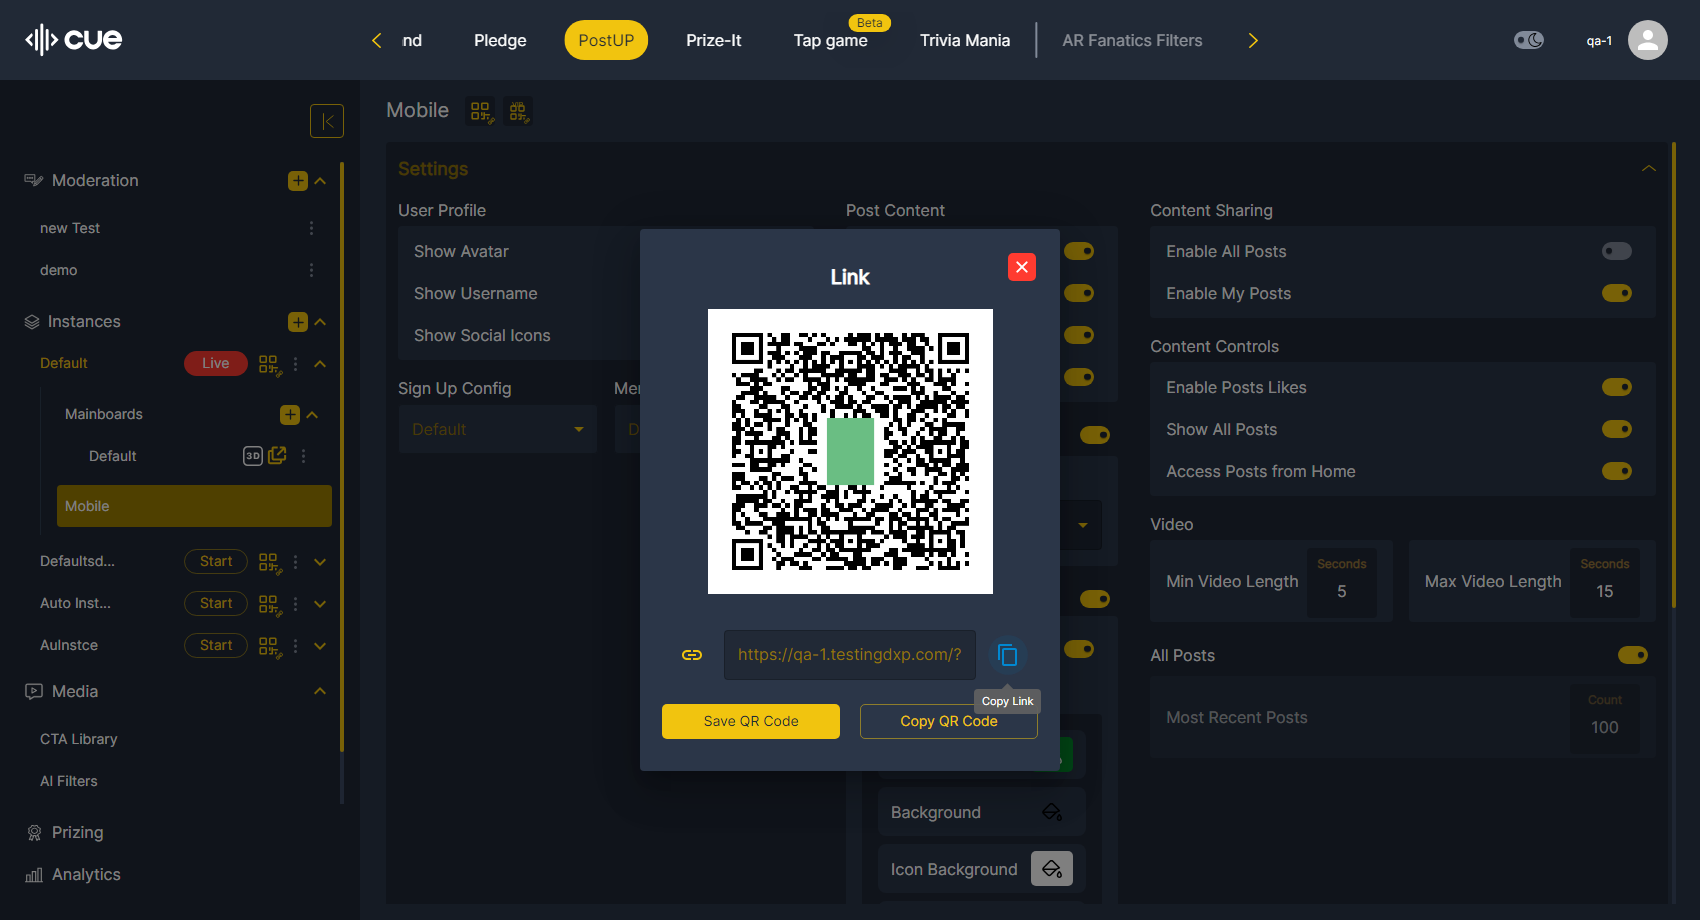 cue
nd
Pledge
PostUP
Prize-It
Tap game
Beta
Trivia Mania
AR Fanatics Filters
qa-1
Moderation
new Test
demo
Instances
Default
Live
Mainboards
Default
3D
Mobile
Defaultsd...
Start
Auto Inst...
Start
AuInstce
Start
Media
CTA Library
AI Filters
Prizing
Analytics
Mobile
Settings
User Profile
Show Avatar
Show Username
Show Social Icons
Sign Up Config
Default
Post Content
Background
Icon Background
Content Sharing
Enable All Posts
Enable My Posts
Content Controls
Enable Posts Likes
Show All Posts
Access Posts from Home
Video
Min Video Length
Seconds
5
Max Video Length
Seconds
15
All Posts
Most Recent Posts
Count
100
Link
https://qa-1.testingdxp.com/?
Copy Link
Save QR Code
Copy QR Code